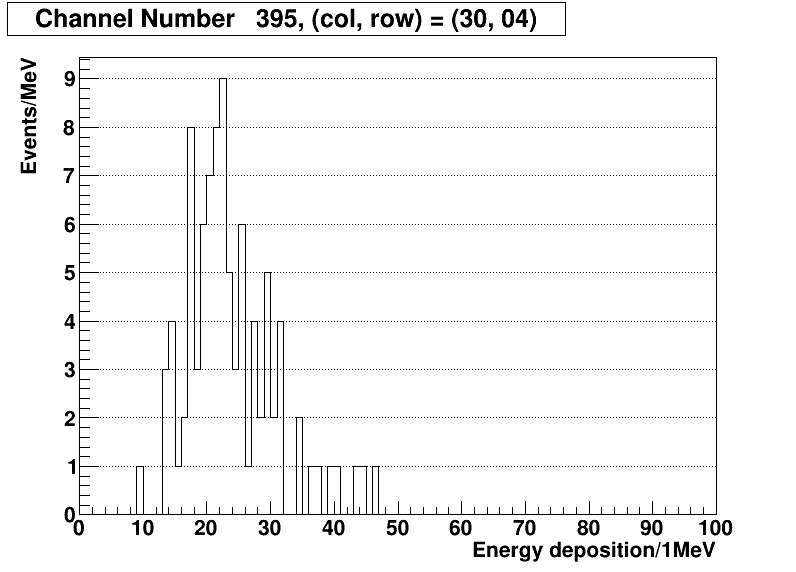 Channel Number 395, (col, row) = (30, 04)
Events/MeV
9
8
7
6
5
4
3
2
1
0
0 10 20 30 40 50 60 70 80 90 100
Energy deposition/1MeV